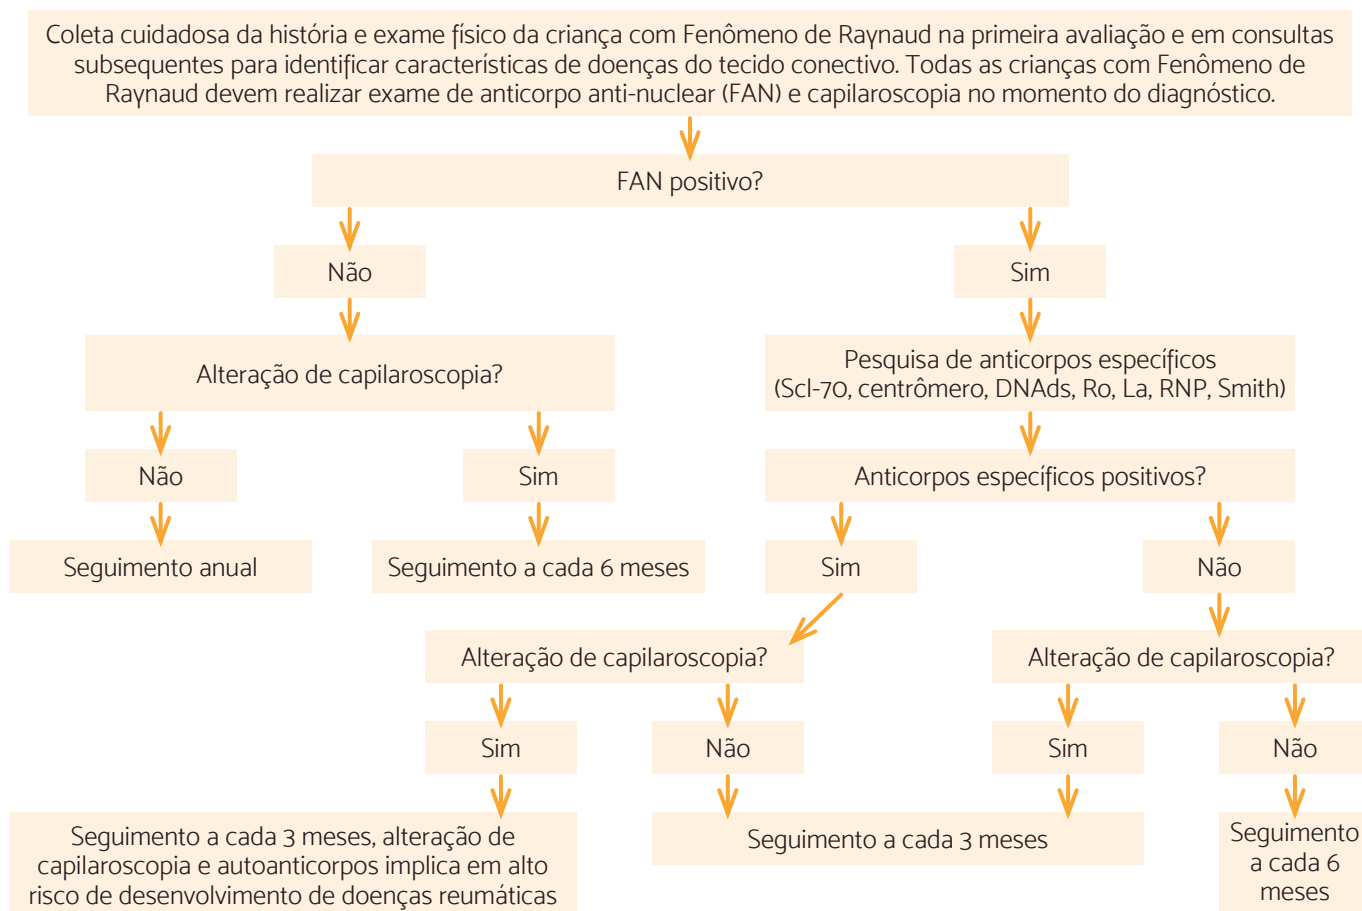 Coleta cuidadosa da história e exame físico da criança com Fenômeno de Raynaud na primeira avaliação e em consultas
subsequentes para identificar características de doenças do tecido conectivo. Todas as crianças com Fenômeno de
Raynaud devem realizar exame de anticorpo anti-nuclear (FAN) e capilaroscopia no momento do diagnóstico.
FAN positivo?
Não
Sim
Alteração de capilaroscopia?
Pesquisa de anticorpos específicos
(Scl-70, centrômero, DNAds, Ro, La, RNP, Smith)
Não
Sim
Anticorpos específicos positivos?
Seguimento anual
Seguimento a cada 6 meses
Sim
Não
Alteração de capilaroscopia?
Alteração de capilaroscopia?
Sim
Não
Sim
Não
Seguimento a cada 3 meses, alteração de
capilaroscopia e autoanticorpos implica em alto
risco de desenvolvimento de doenças reumáticas
Seguimento a cada 3 meses
Seguimento
a cada 6
meses